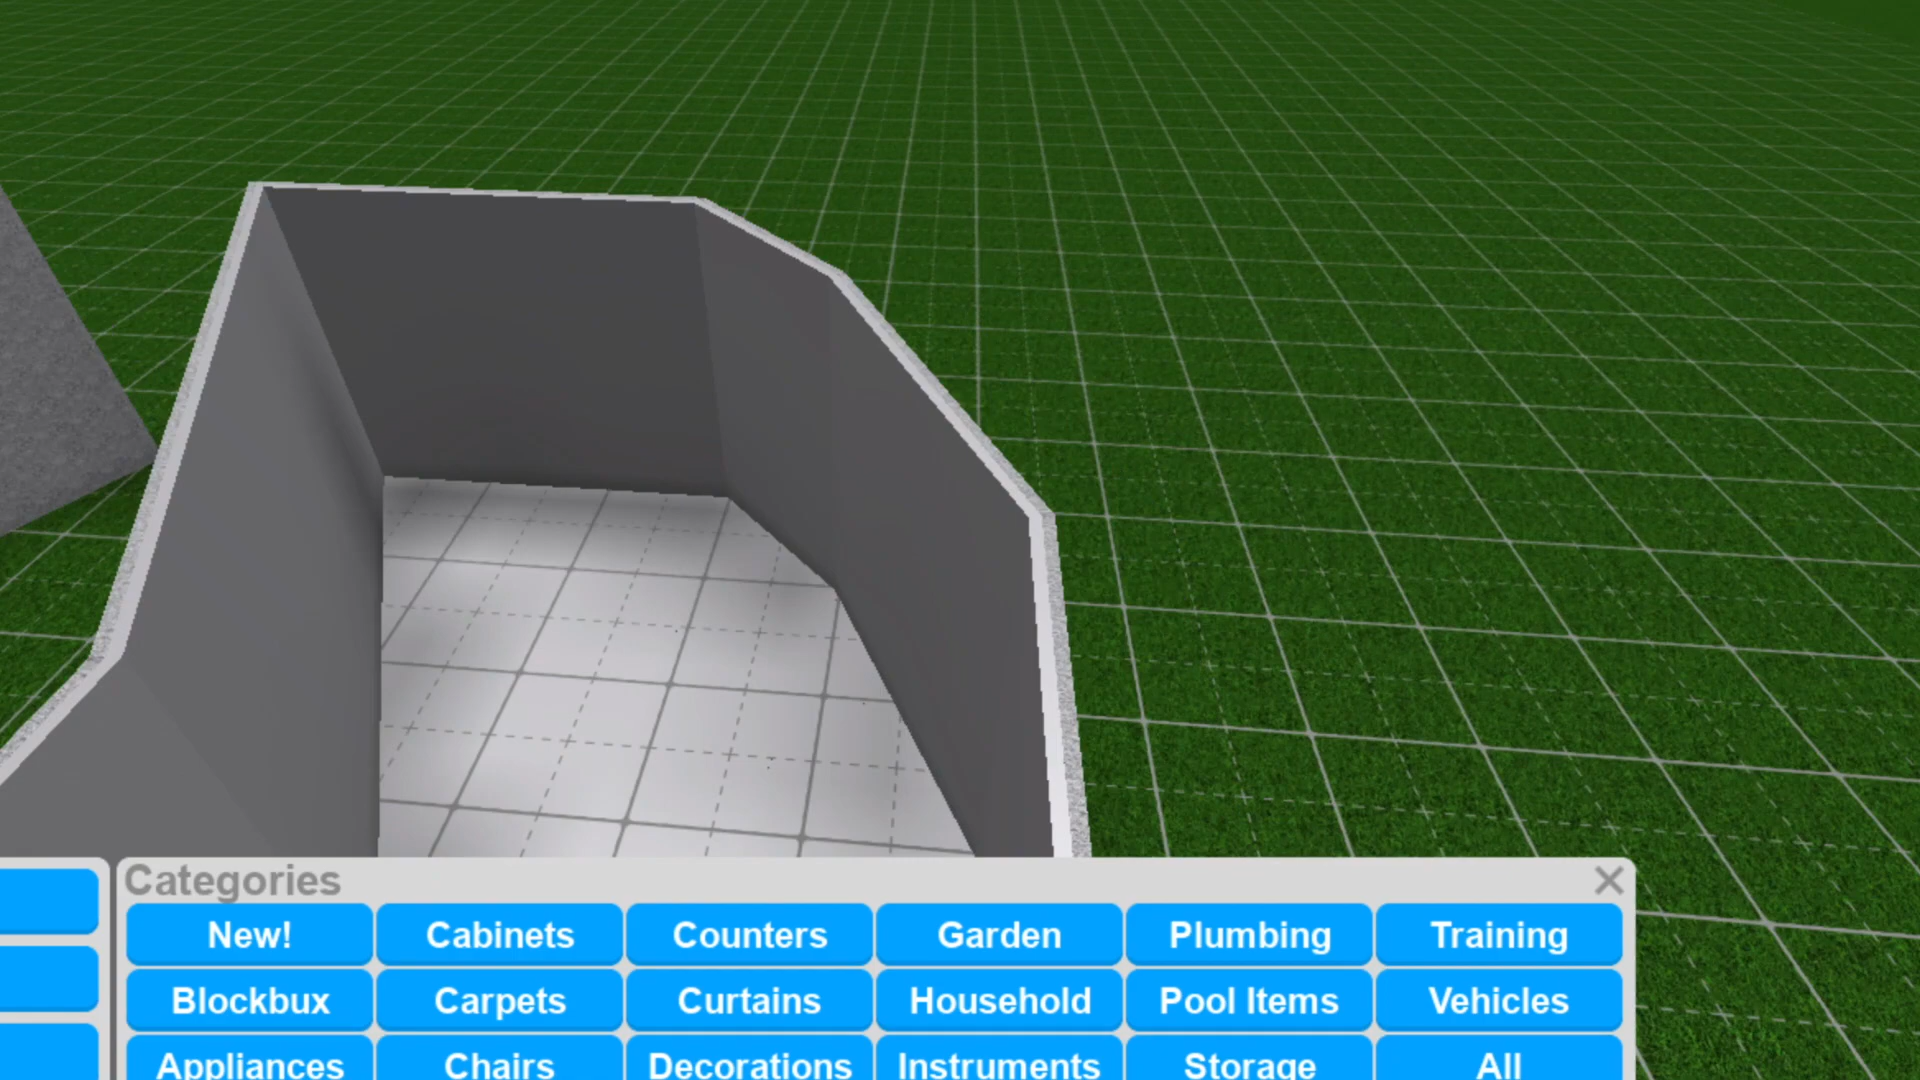 Categories
New! Cabinets Counters Garden Plumbing Training
Blockbux Carpets Curtains Household Pool Items Vehicles
Appliances Chairs Decorations Instruments Storage All